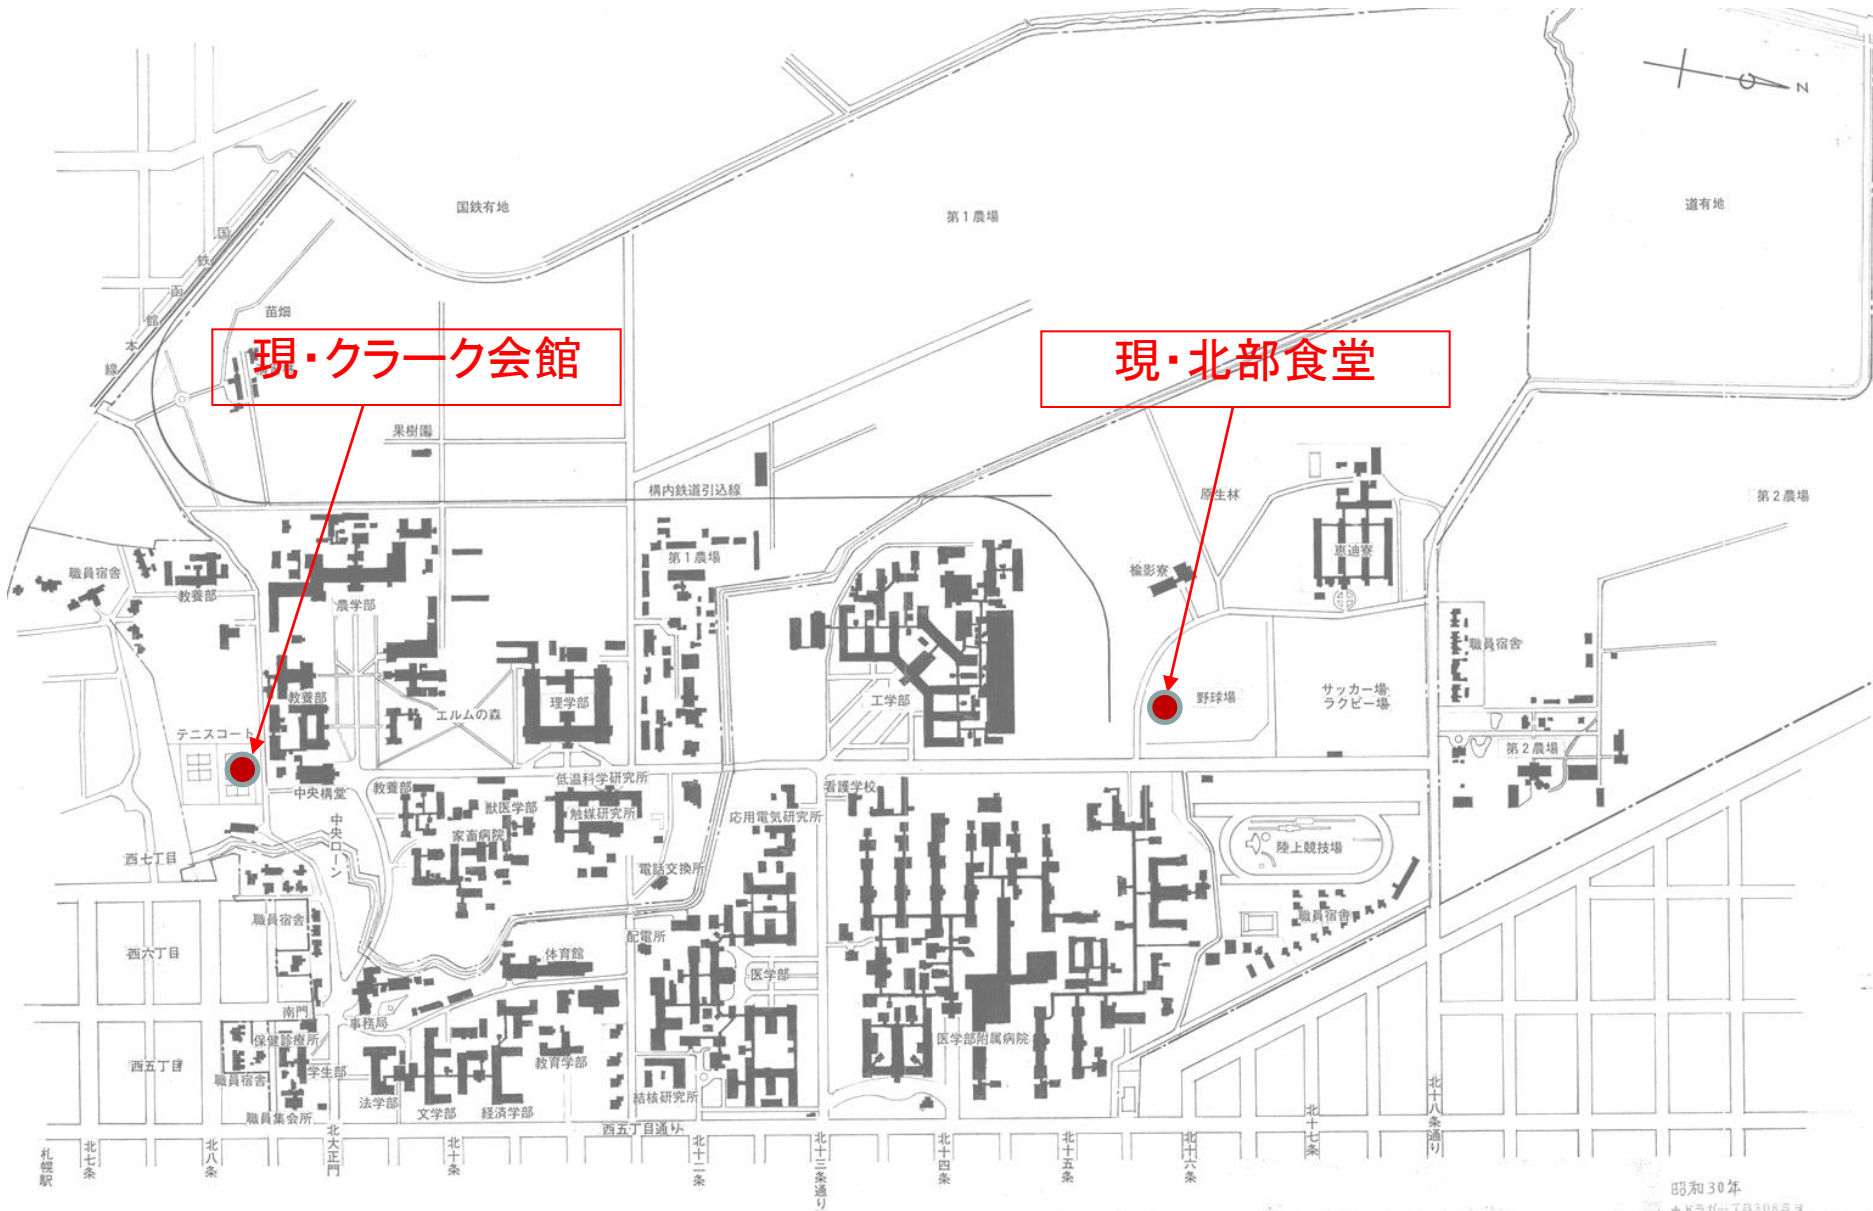 N
国鉄有地
第1農場
道有地
国鉄函館本線
苗畑
現・クラーク会館
現・北部食堂
果樹園
構内鉄道引込線
原生林
第2農場
第1農場
恵迪寮
楡影寮
職員宿舎
教養部
農学部
職員宿舎
教養部
エルムの森
理学部
工学部
野球場
サッカー場
ラクビー場
テニスコート
第2農場
中央構堂
教養部
低温科学研究所
看護学校
獣医学部
触媒研究所
応用電気研究所
家畜病院
中央ローン
陸上競技場
西七丁目
電話交換所
職員宿舎
職員宿舎
配電所
西六丁目
体育館
医学部
南門
事務局
保健診療所
医学部附属病院
西五丁目
学生部
教育学部
職員宿舎
結核研究所
法学部
文学部
経済学部
職員集会所
西五丁目通り
札幌駅
北七条
北八条
北大正門
北十条
北十二条
北十三条通り
北十四条
北十五条
北十六条
北十七条
北十八条通り
昭和30年